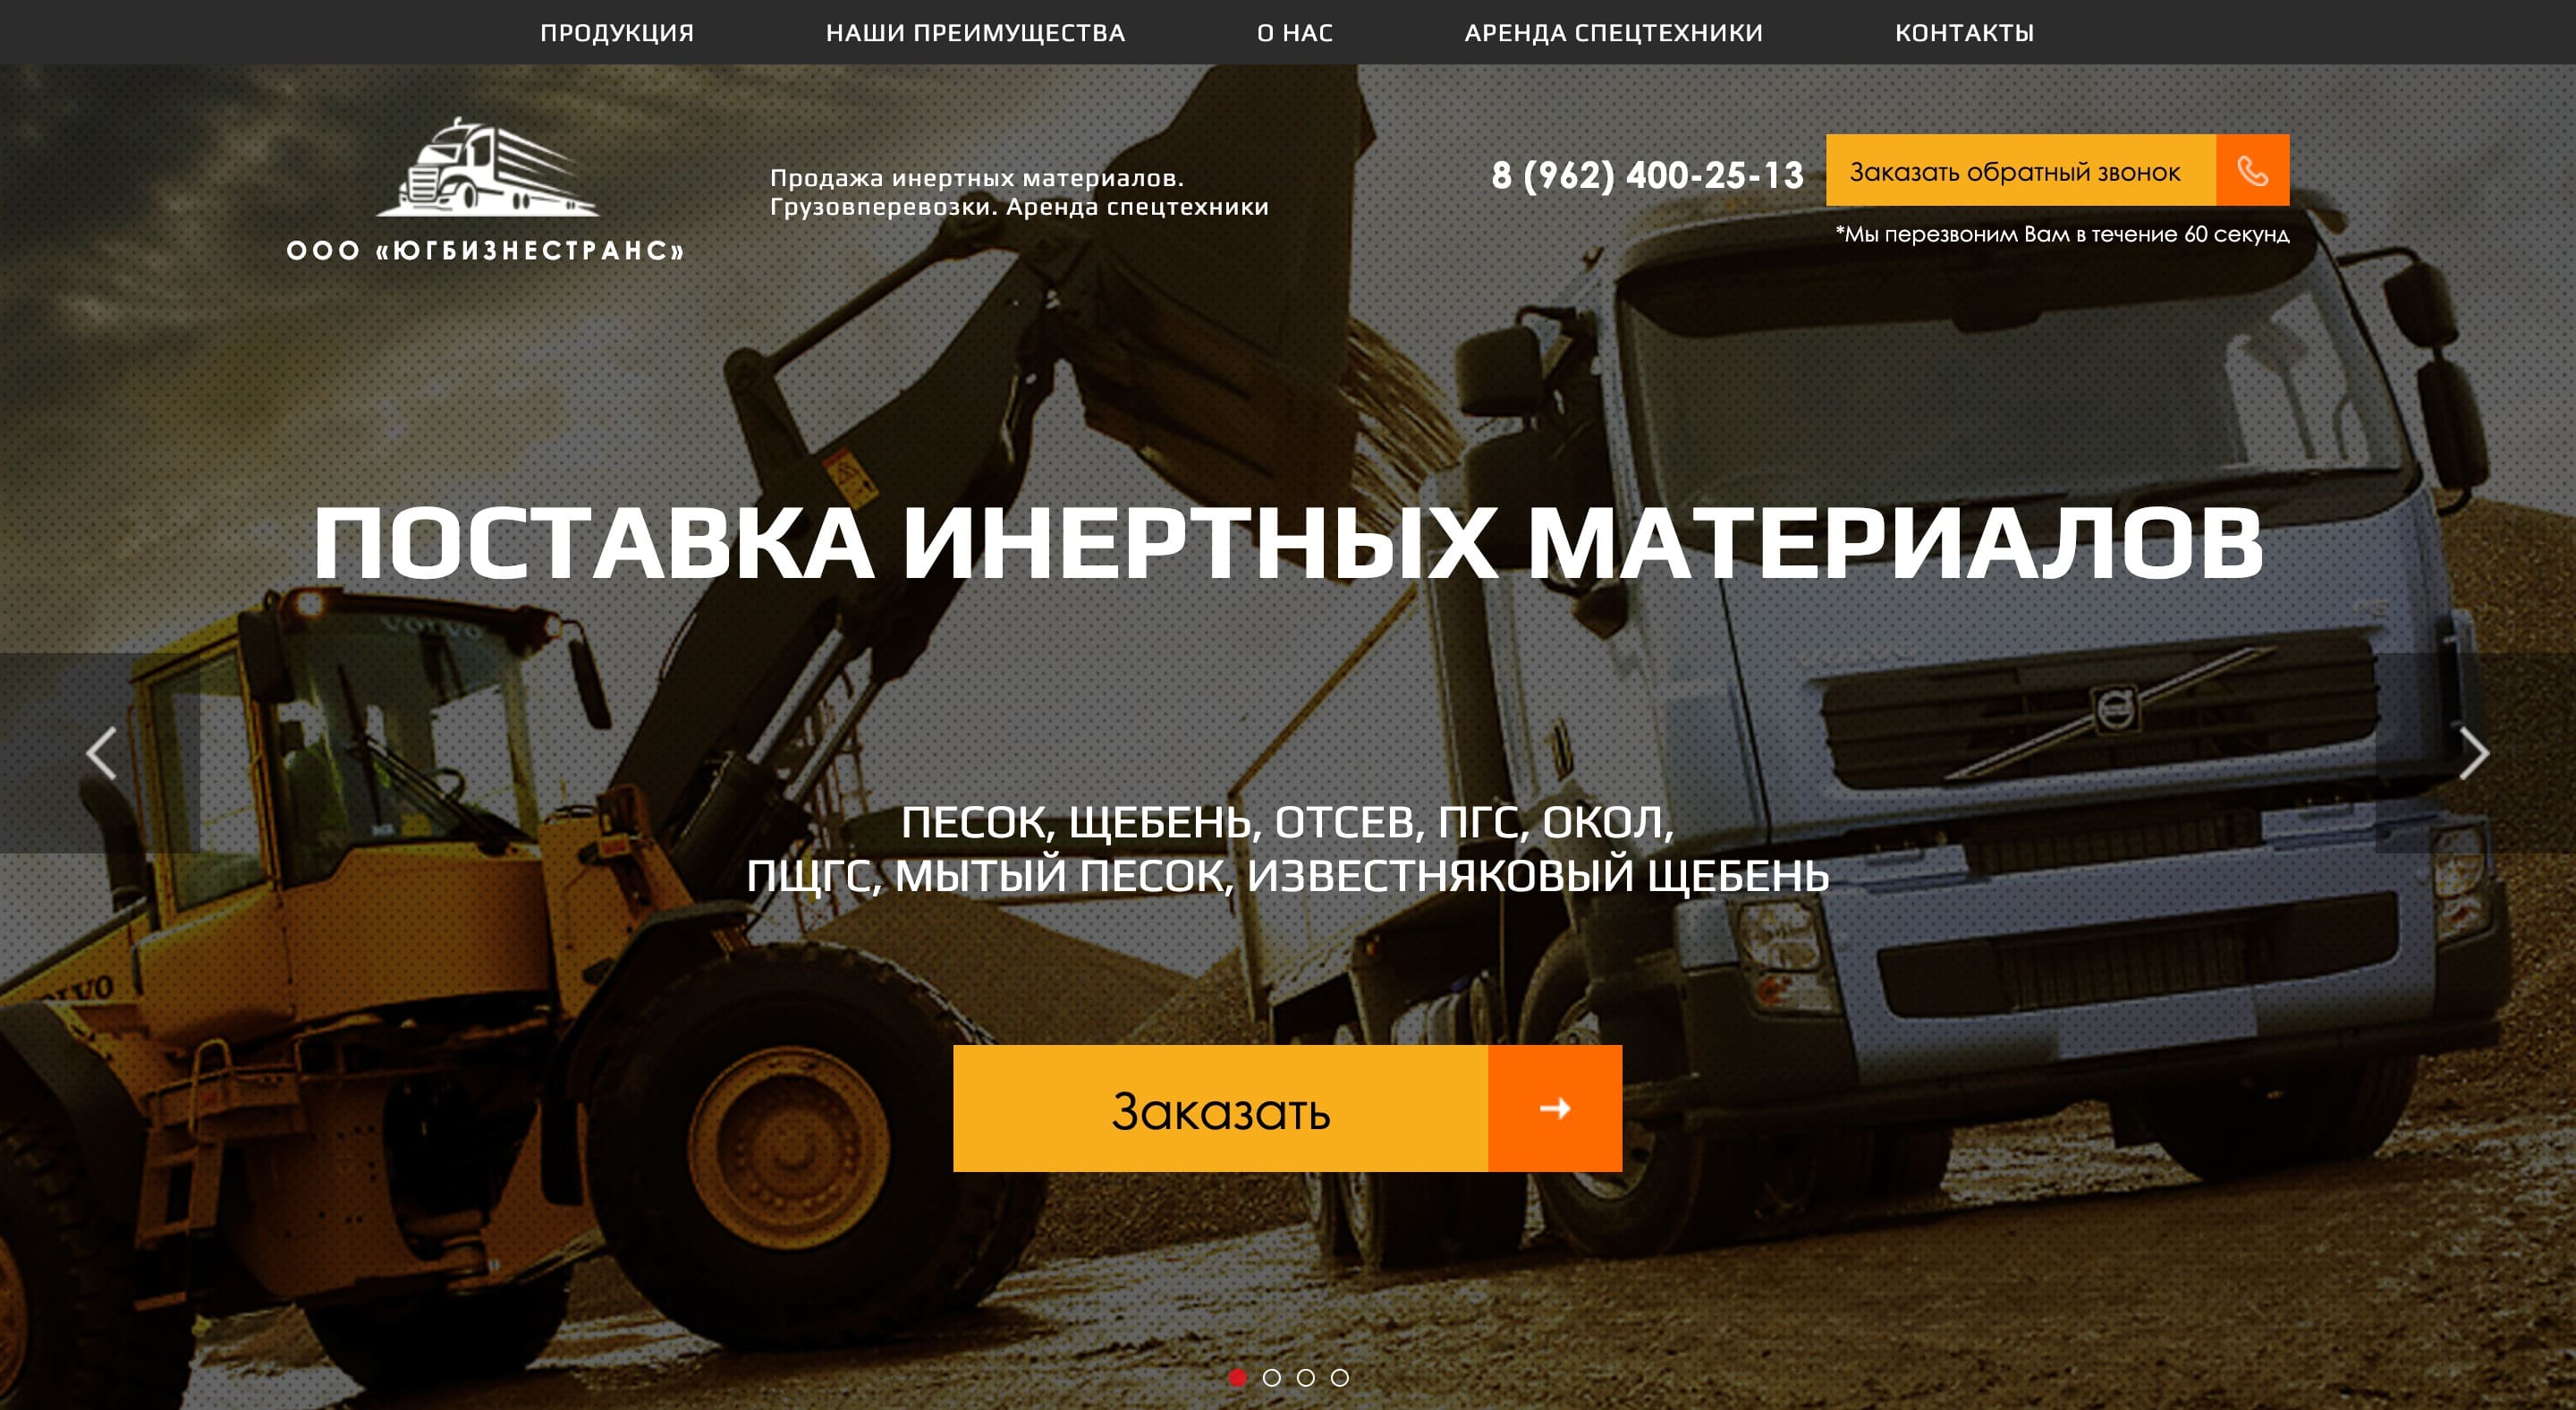 ПРОДУКЦИЯ НАШИ ПРЕИМУЩЕСТВА О НАС АРЕНДА СПЕЦТЕХНИКИ КОНТАКТЫ
ООО «ЮГБИЗНЕСТРАНС»
Продажа инертных материалов.
Грузовперевозки. Аренда спецтехники
8 (962) 400-25-13
Заказать обратный звонок
*Мы перезвоним Вам в течение 60 секунд
ПОСТАВКА ИНЕРТНЫХ МАТЕРИАЛОВ
VOLVO
ПЕСОК, ЩЕБЕНЬ, ОТСЕВ, ПГС, ОКОЛ,
ПЩГС, МЫТЫЙ ПЕСОК, ИЗВЕСТНЯКОВЫЙ ЩЕБЕНЬ
Заказать